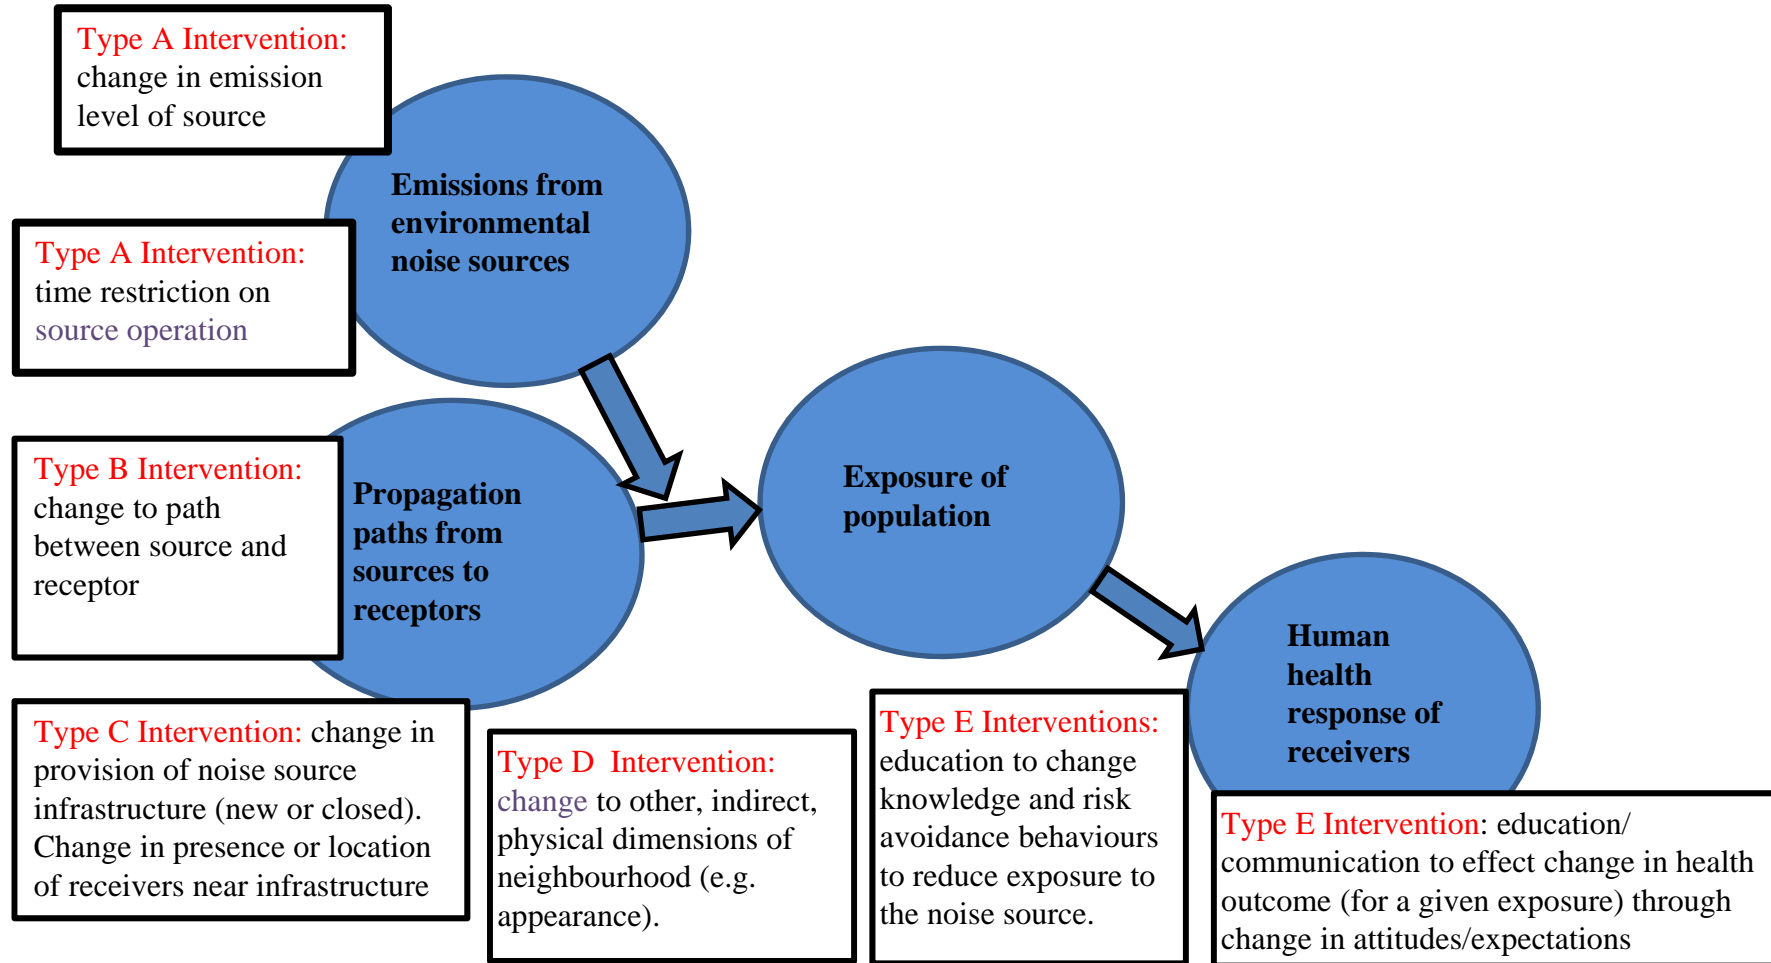 Type A Intervention:
change in emission
level of source
Emissions from
environmental
noise sources
Type A Intervention:
time restriction on
source operation
Type B Intervention:
change to path
between source and
receptor
Propagation
paths from
sources to
receptors
Exposure of
population
Human
health
response of
receivers
Type C Intervention: change in
provision of noise source
infrastructure (new or closed).
Change in presence or location
of receivers near infrastructure
Type D  Intervention:
change to other, indirect,
physical dimensions of
neighbourhood (e.g.
appearance).
Type E Interventions:
education to change
knowledge and risk
avoidance behaviours
to reduce exposure to
the noise source.
Type E Intervention: education/
communication to effect change in health
outcome (for a given exposure) through
change in attitudes/expectations